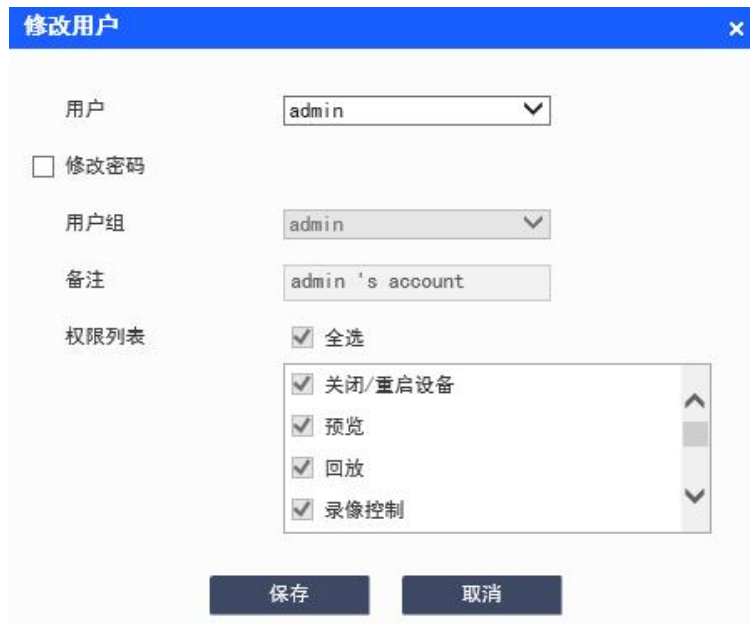 修改用户
用户 admin
修改密码
用户组 admin
备注 admin 's account
权限列表 全选
关闭/重启设备
预览
回放
录像控制
保存 取消